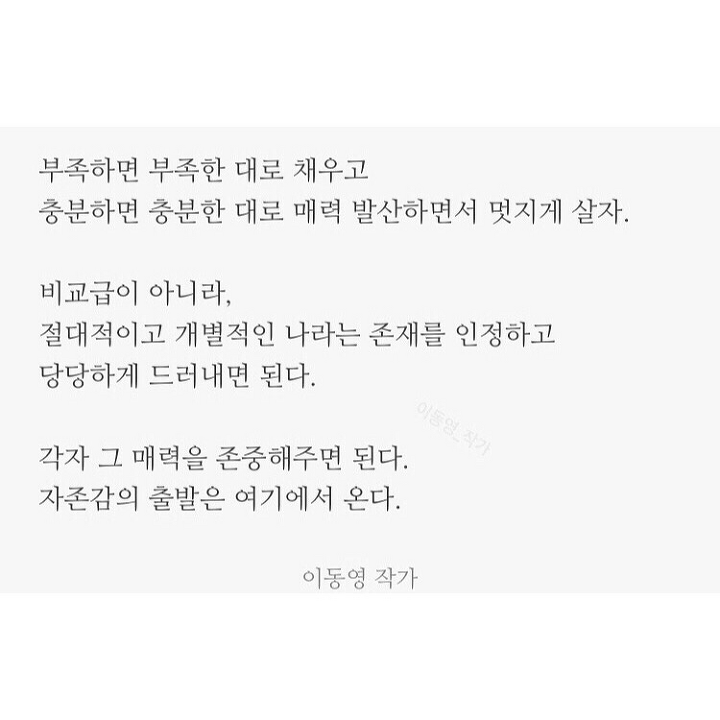 부족하면 부족한 대로 채우고
충분하면 충분한 대로 매력 발산하면서 멋지게 살자.
비교급이 아니라,
절대적이고 개별적인 나라는 존재를 인정하고
당당하게 드러내면 된다.
이동영_작가
각자 그 매력을 존중해주면 된다.
자존감의 출발은 여기에서 온다.
이동영 작가